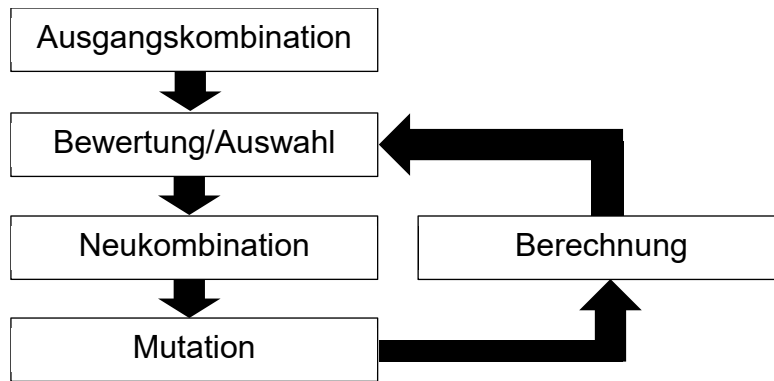 Ausgangskombination
Bewertung/Auswahl
Neukombination
Berechnung
Mutation